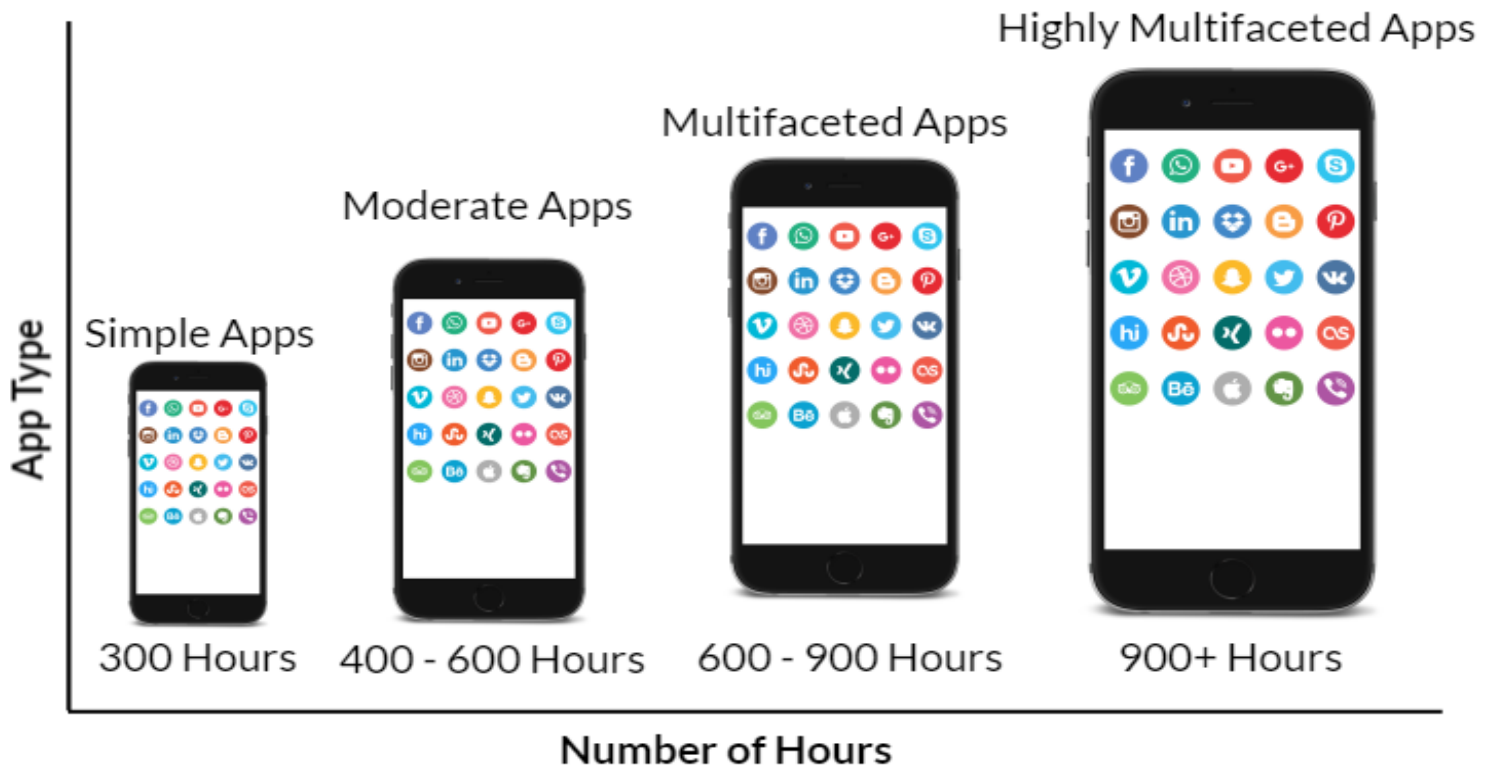 Highly Multifaceted Apps
Multifaceted Apps
Moderate Apps
Simple Apps
App Type
300 Hours
400 - 600 Hours
600 - 900 Hours
900+ Hours
Number of Hours